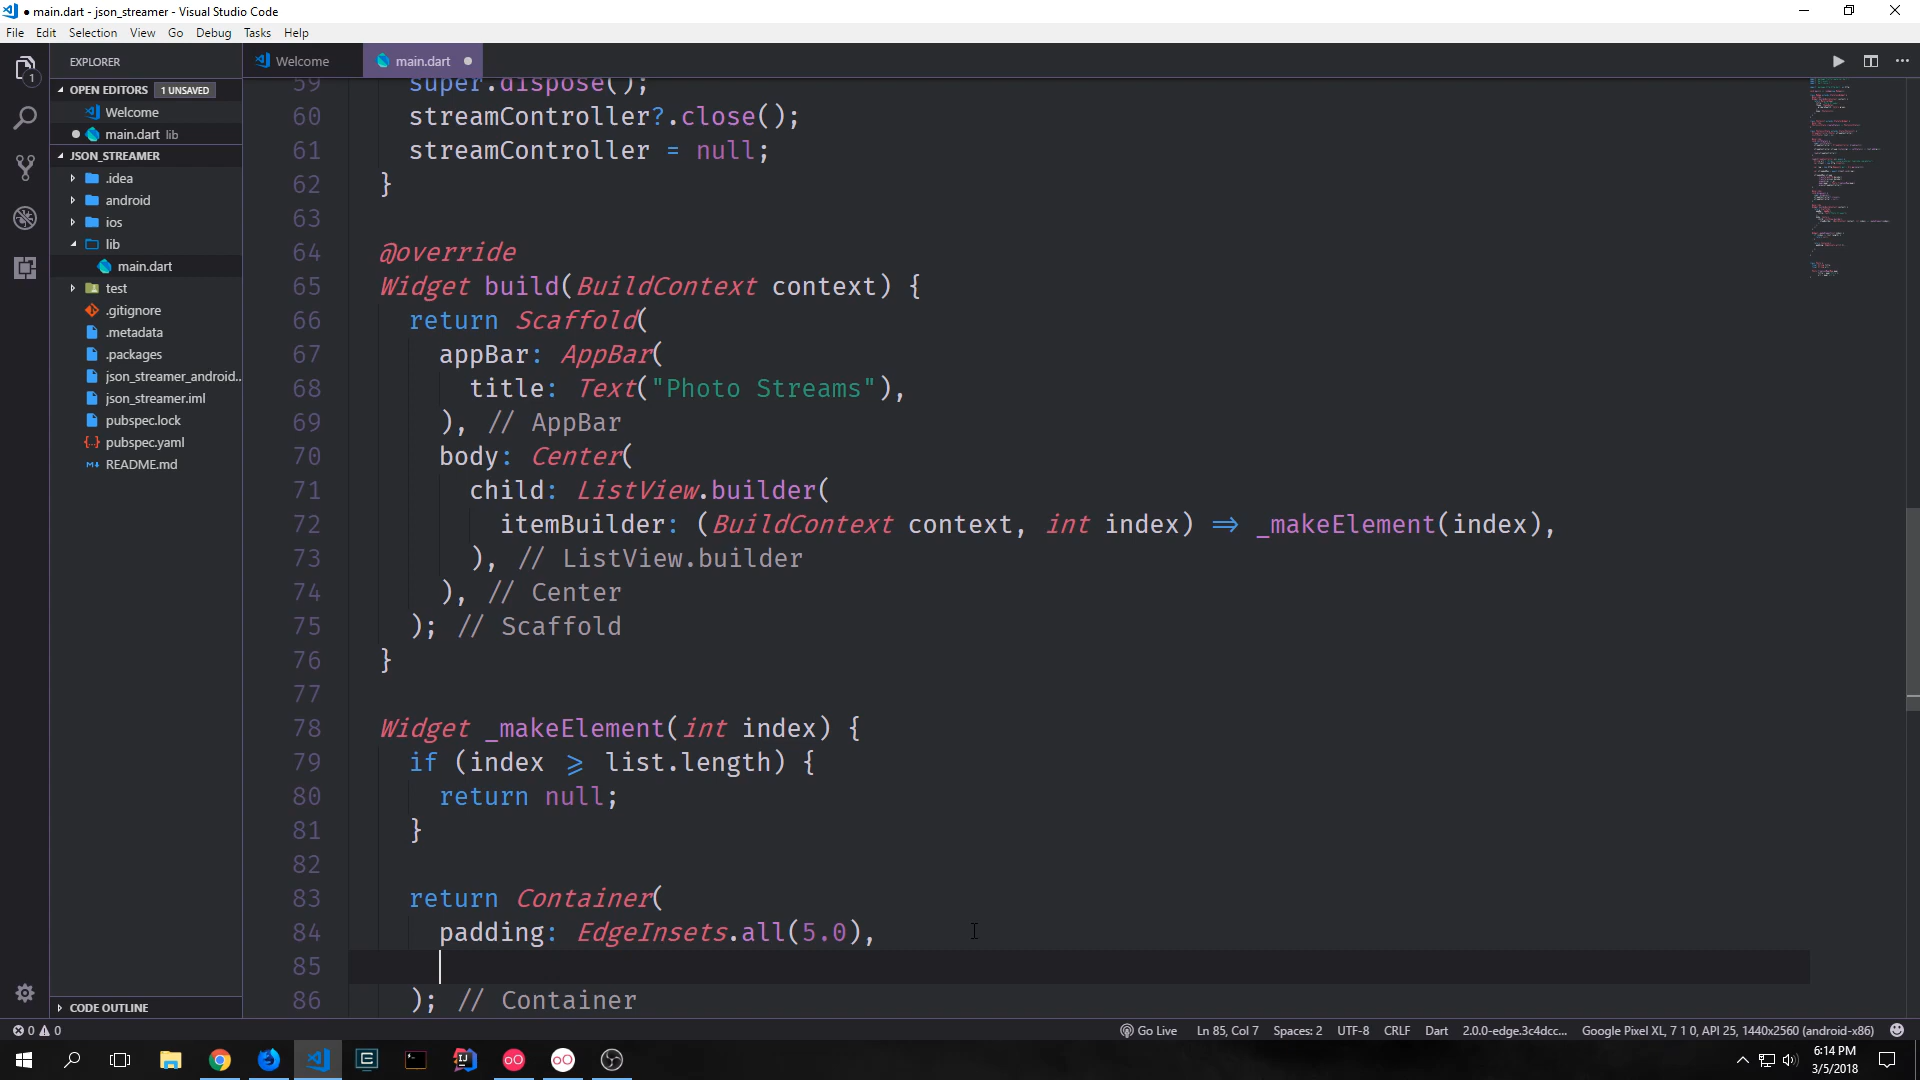 main.dart - json_streamer - Visual Studio Code
File Edit Selection View Go Debug Tasks Help
EXPLORER
Welcome
main.dart
OPEN EDITORS 1 UNSAVED
Welcome
main.dart lib
JSON_STREAMER
.idea
android
ios
lib
main.dart
test
.gitignore
.metadata
.packages
json_streamer_android...
json_streamer.iml
pubspec.lock
pubspec.yaml
README.md
CODE OUTLINE
1
59 super.dispose();
60 streamController?.close();
61 streamController = null;
62 }
63
64 @override
65 Widget build(BuildContext context) {
66 return Scaffold(
67 appBar: AppBar(
68 title: Text("Photo Streams"),
69 ), // AppBar
70 body: Center(
71 child: ListView.builder(
72 itemBuilder: (BuildContext context, int index) => _makeElement(index),
73 ), // ListView.builder
74 ), // Center
75 ); // Scaffold
76 }
77
78 Widget _makeElement(int index) {
79 if (index >= list.length) {
80 return null;
81 }
82
83 return Container(
84 padding: EdgeInsets.all(5.0),
85
86 ); // Container
0 0
Go Live Ln 85, Col 7 Spaces: 2 UTF-8 CRLF Dart 2.0.0-edge.3c4dcc... Google Pixel XL, 7 1 0, API 25, 1440x2560 (android-x86)
6:14 PM
3/5/2018